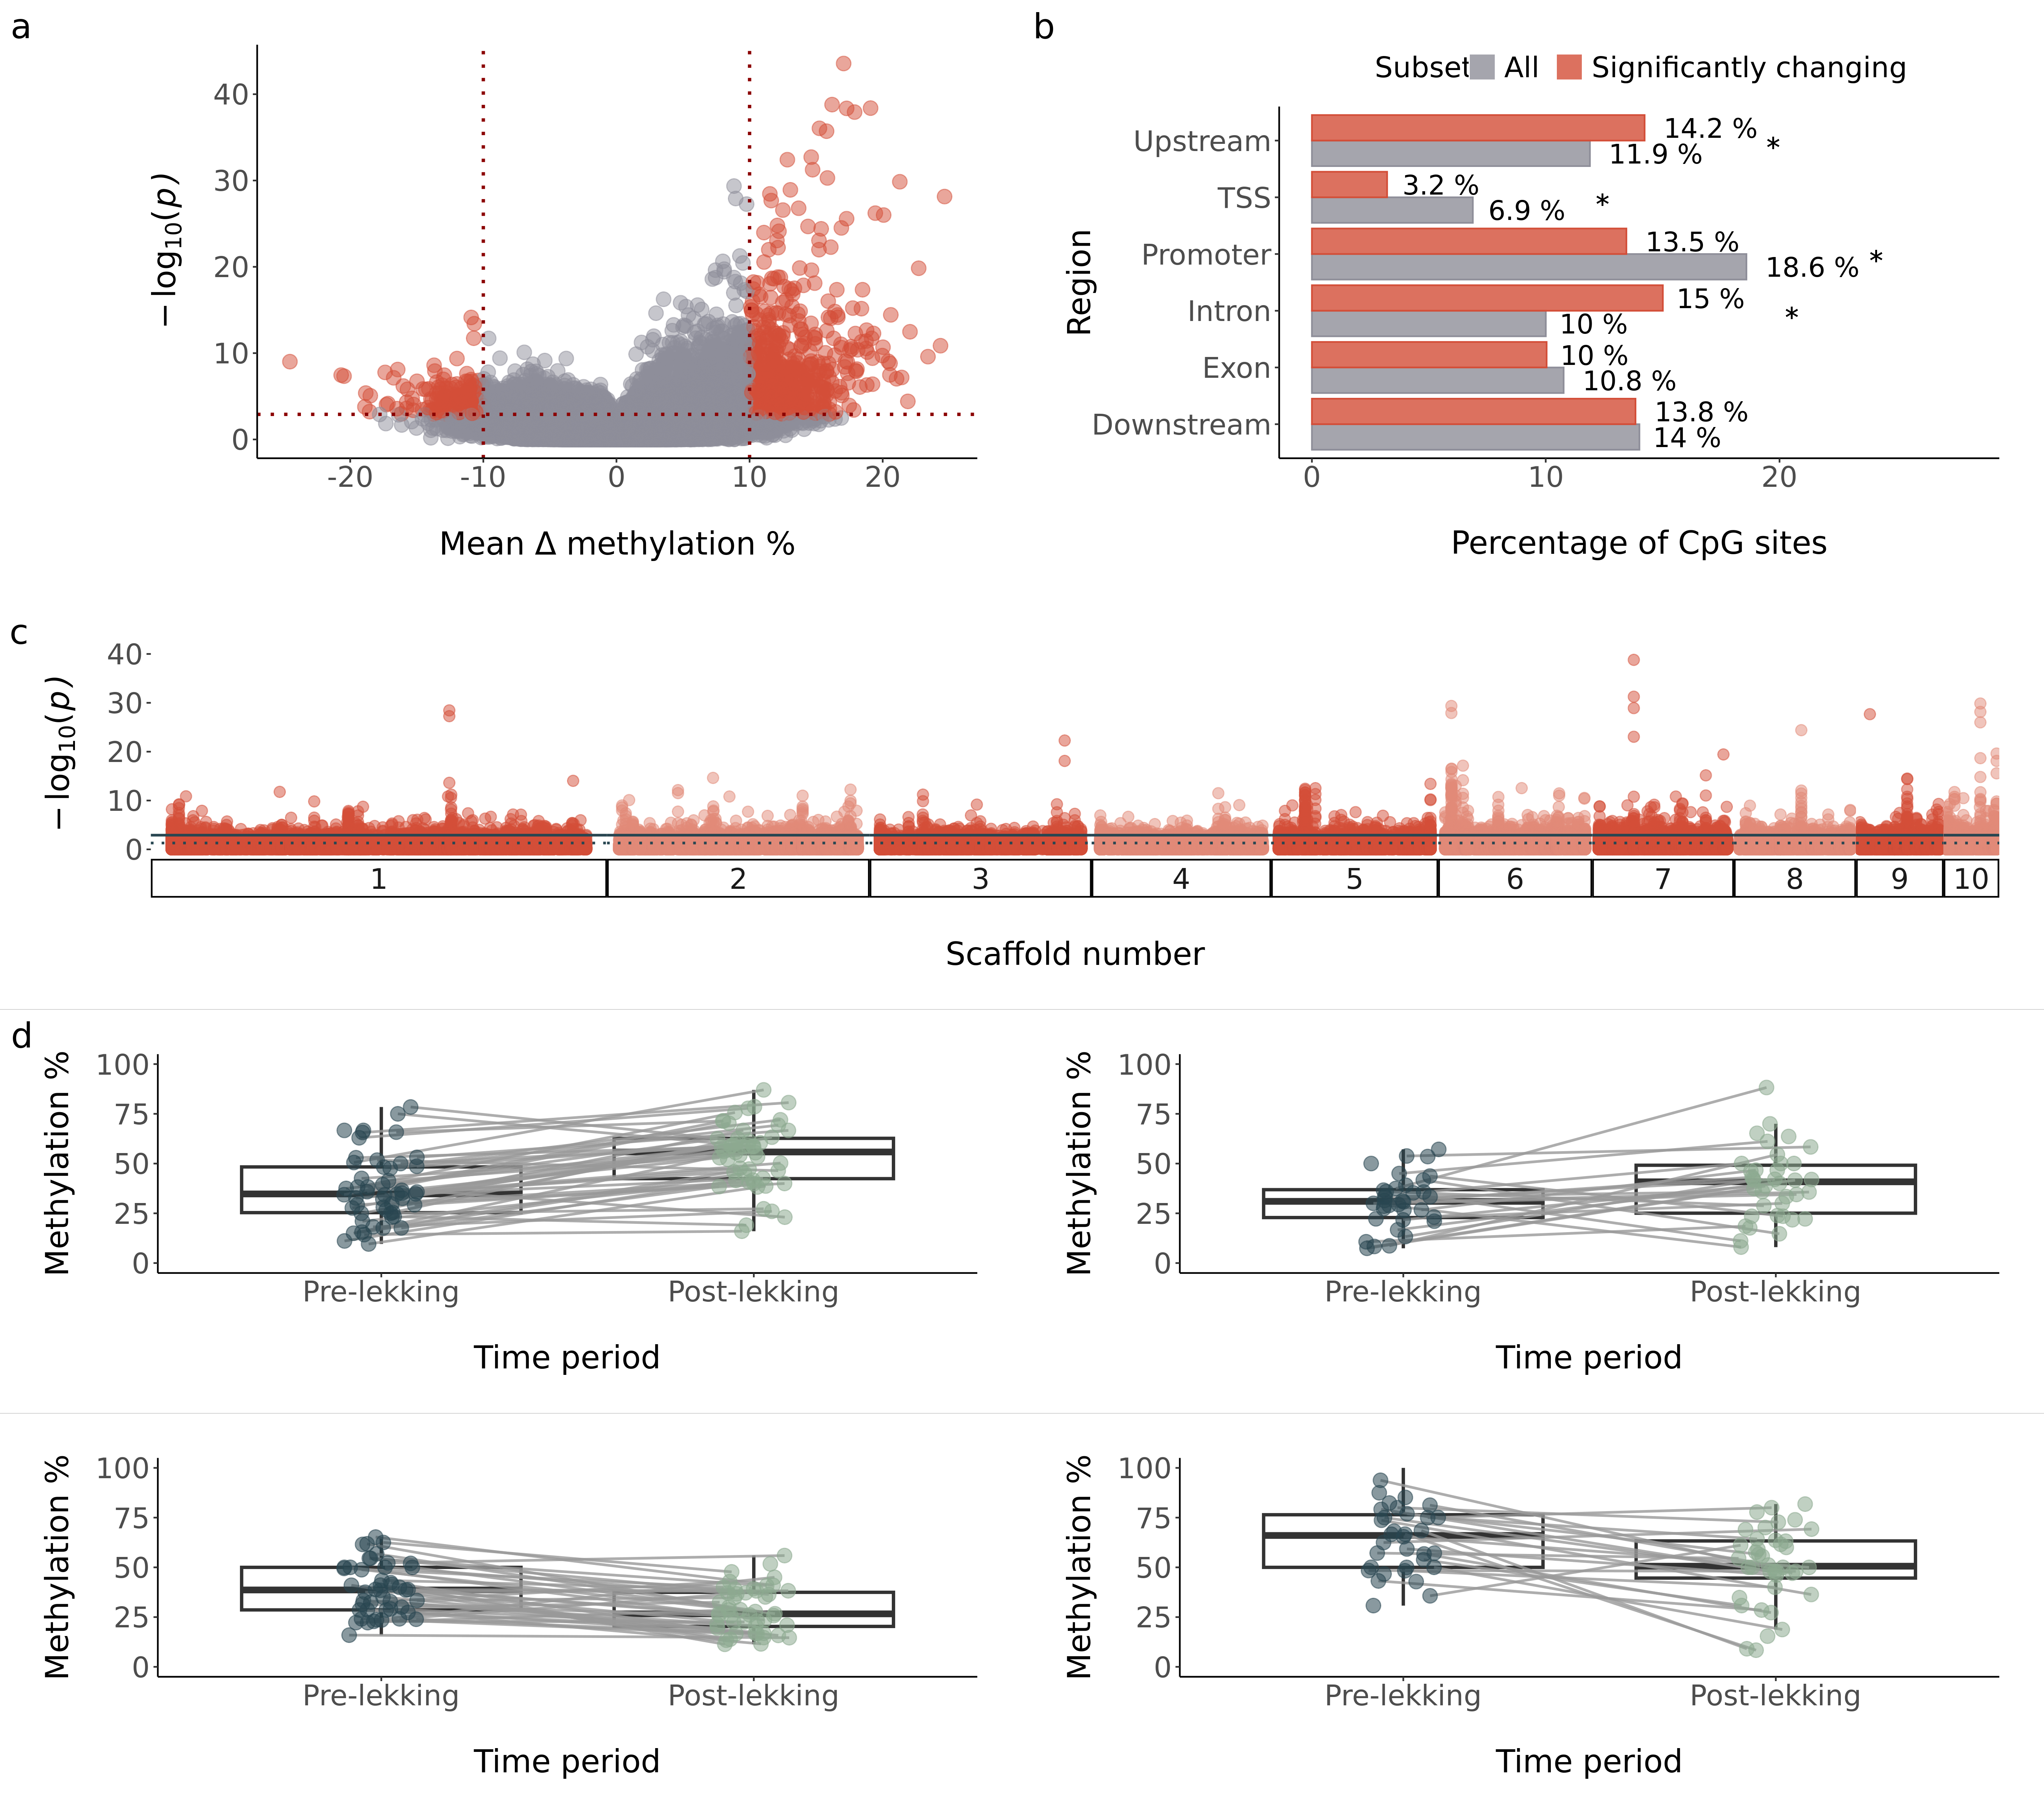 a
40
30
20
10
0
− log10(p)
-20 -10 0 10 20
Mean Δ methylation %
b
Subset All Significantly changing
Region
Upstream 14.2 %
11.9 % *
TSS 3.2 %
6.9 % *
Promoter 13.5 %
18.6 % *
Intron 15 %
10 % *
Exon 10 %
10.8 %
Downstream 13.8 %
14 %
0 10 20
Percentage of CpG sites
c
40
30
20
10
0
− log10(p)
1 2 3 4 5 6 7 8 9 10
Scaffold number
d
Methylation %
100
75
50
25
0
Pre-lekking Post-lekking
Time period
Methylation %
100
75
50
25
0
Pre-lekking Post-lekking
Time period
Methylation %
100
75
50
25
0
Pre-lekking Post-lekking
Time period
Methylation %
100
75
50
25
0
Pre-lekking Post-lekking
Time period